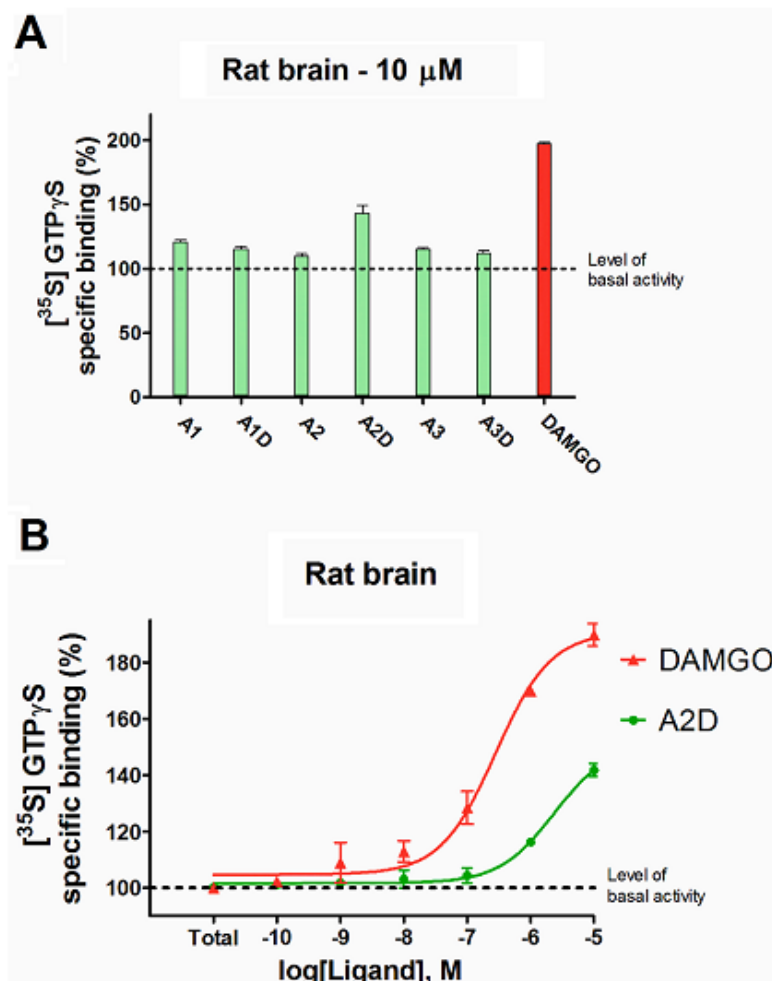 A
Rat brain - 10 μM
[³⁵S] GTPγS
specific binding (%)
200
150
100
50
0
Level of
basal activity
A1
A1D
A2
A2D
A3
A3D
DAMGO
B
Rat brain
[³⁵S] GTPγS
specific binding (%)
180
160
140
120
100
DAMGO
A2D
Level of
basal activity
Total
-10
-9
-8
-7
-6
-5
log[Ligand], M